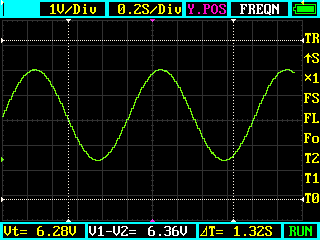 1V/Div 0.2S/Div Y.POS FREQN
TR
↑S
×1
FS
FL
Fo
T2
T1
T0
Vt= 6.28V V1-V2= 6.36V ΔT= 1.32S RUN